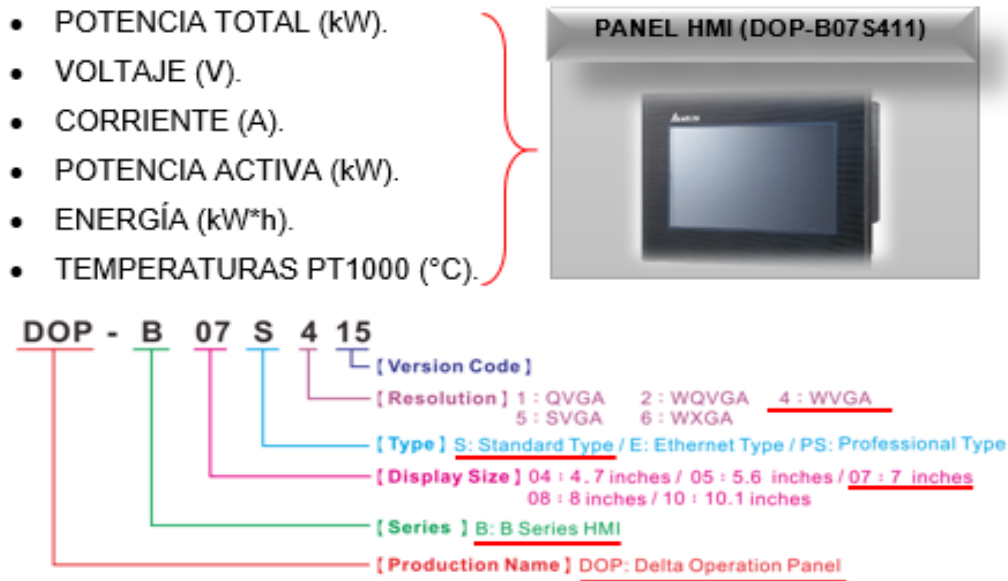 • POTENCIA TOTAL (kW).
• VOLTAJE (V).
• CORRIENTE (A).
• POTENCIA ACTIVA (kW).
• ENERGÍA (kW*h).
• TEMPERATURAS PT1000 (°C).
PANEL HMI (DOP-B07S411)
DOP - B 07 S 4 15
[Version Code]
[Resolution] 1 : QVGA 2 : WQVGA 4 : WVGA
5 : SVGA 6 : WXGA
[Type] S: Standard Type / E: Ethernet Type / PS: Professional Type
[Display Size] 04 : 4.7 inches / 05 : 5.6 inches / 07 : 7 inches
08 : 8 inches / 10 : 10.1 inches
[Series ] B: B Series HMI
[Production Name] DOP: Delta Operation Panel